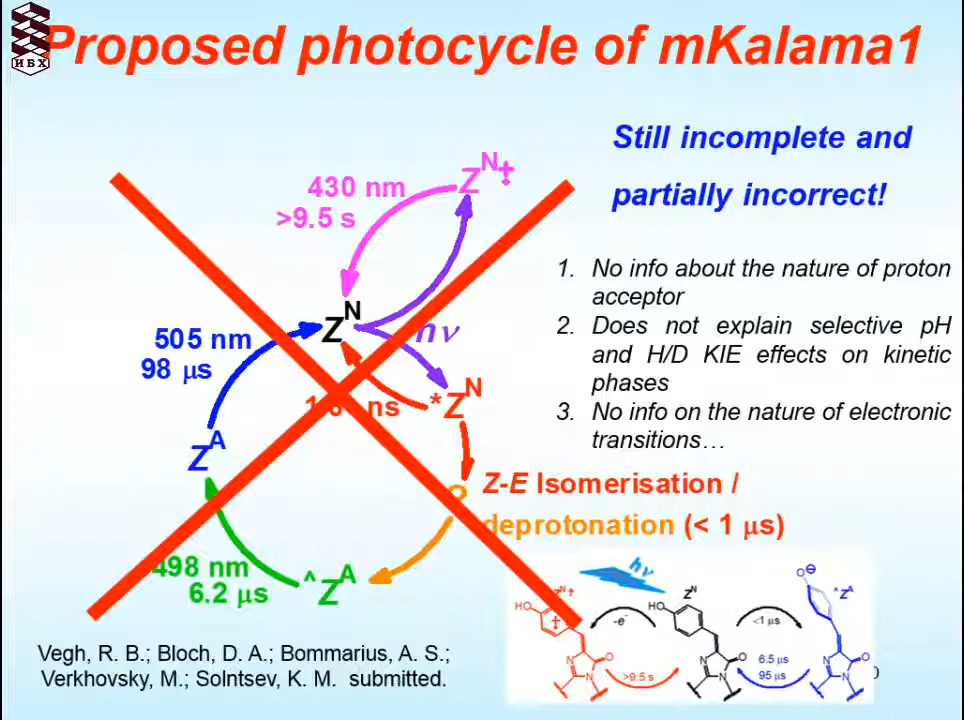 ИБХ
Proposed photocycle of mKalama1
Still incomplete and
partially incorrect!
Z N‡
430 nm
>9.5 s
Z N
hν
505 nm
98 μs
ns
*Z N
Z A
498 nm
6.2 μs
^Z A
1. No info about the nature of proton
acceptor
2. Does not explain selective pH
and H/D KIE effects on kinetic
phases
3. No info on the nature of electronic
transitions…
Z-E Isomerisation /
deprotonation (< 1 μs)
hν
Z N‡
Z N
^Z A
HO
‡
-e⁻
HO
<1 μs
O⊖
N
N
O
>9.5 s
N
N
O
6.5 μs
95 μs
N
N
O
Vegh, R. B.; Bloch, D. A.; Bommarius, A. S.;
Verkhovsky, M.; Solntsev, K. M. submitted.